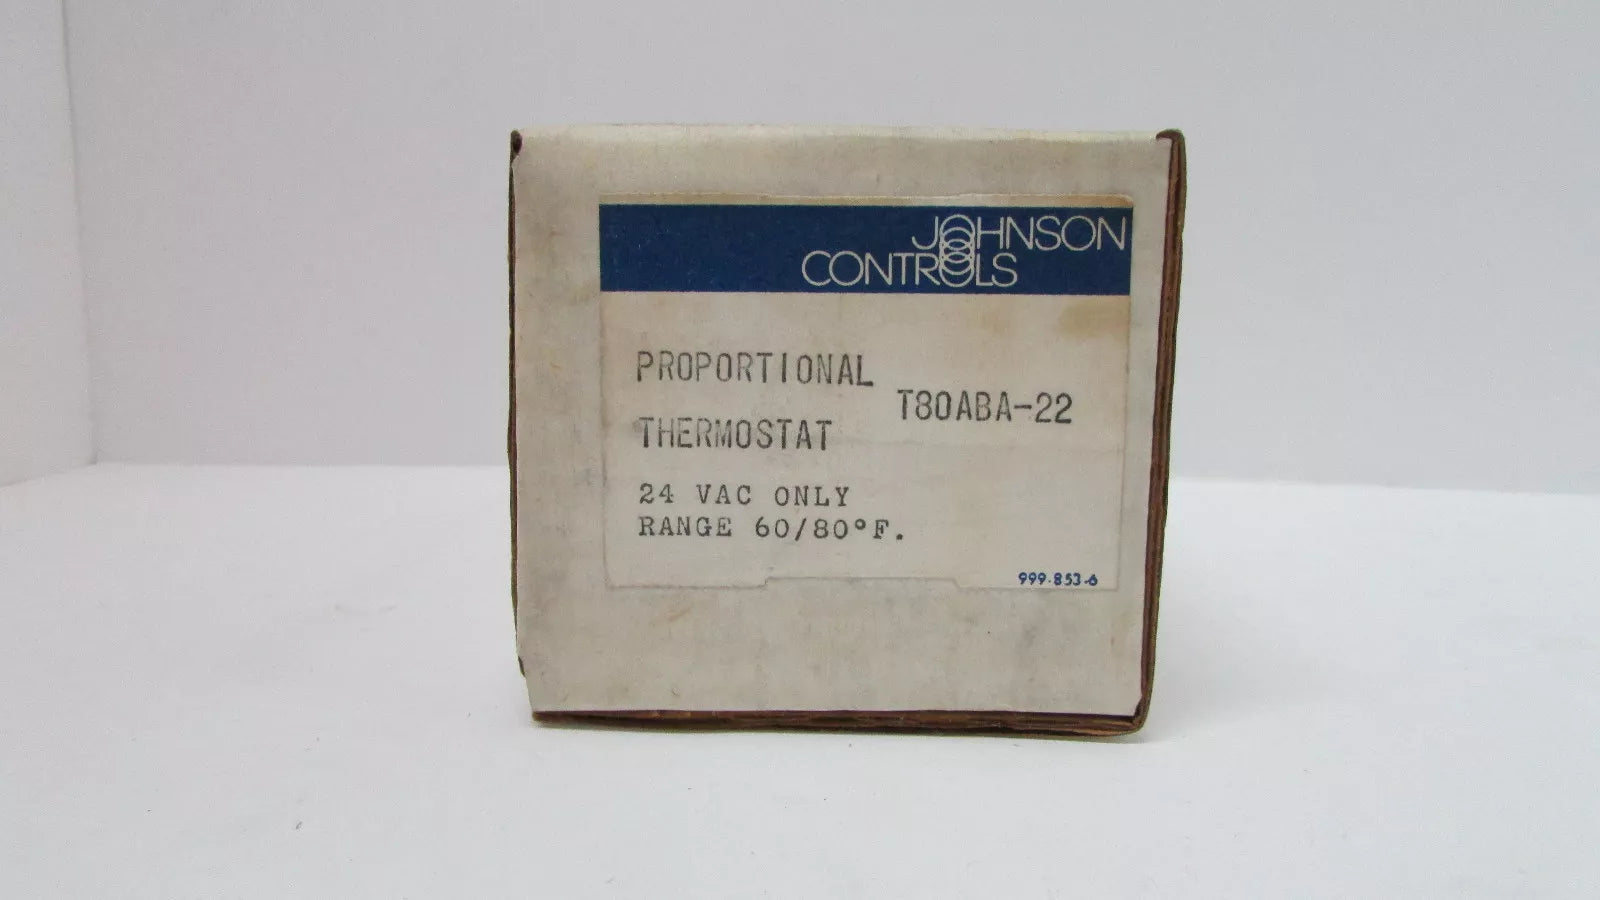 JOHNSON
CONTROLS
PROPORTIONAL
THERMOSTAT
T80ABA-22
24 VAC ONLY
RANGE 60/80°F.
999-853-6